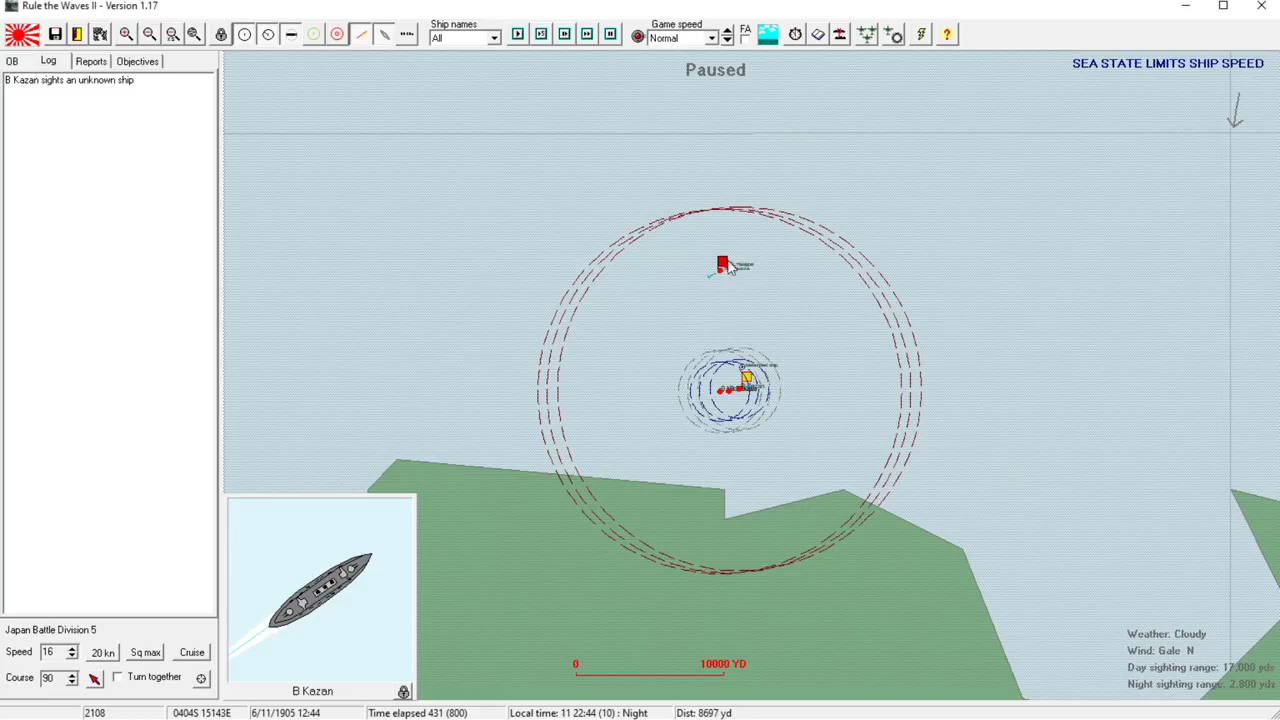 Rule the Waves II - Version 1.17
Ship names
All
Game speed
Normal
FA
OB
Log
Reports
Objectives
B Kazan sights an unknown ship
Paused
SEA STATE LIMITS SHIP SPEED
Japan Battle Division 5
Speed
16
20 kn
Sq max
Cruise
Course
90
Turn together
B Kazan
0
10000 YD
Weather: Cloudy
Wind: Gale N
Day sighting range: 17,000 yds
Night sighting range: 2,800 yds
2108
0404S 15143E
6/11/1905 12:44
Time elapsed 431 (800)
Local time: 11 22:44 (10) : Night
Dist: 8697 yd